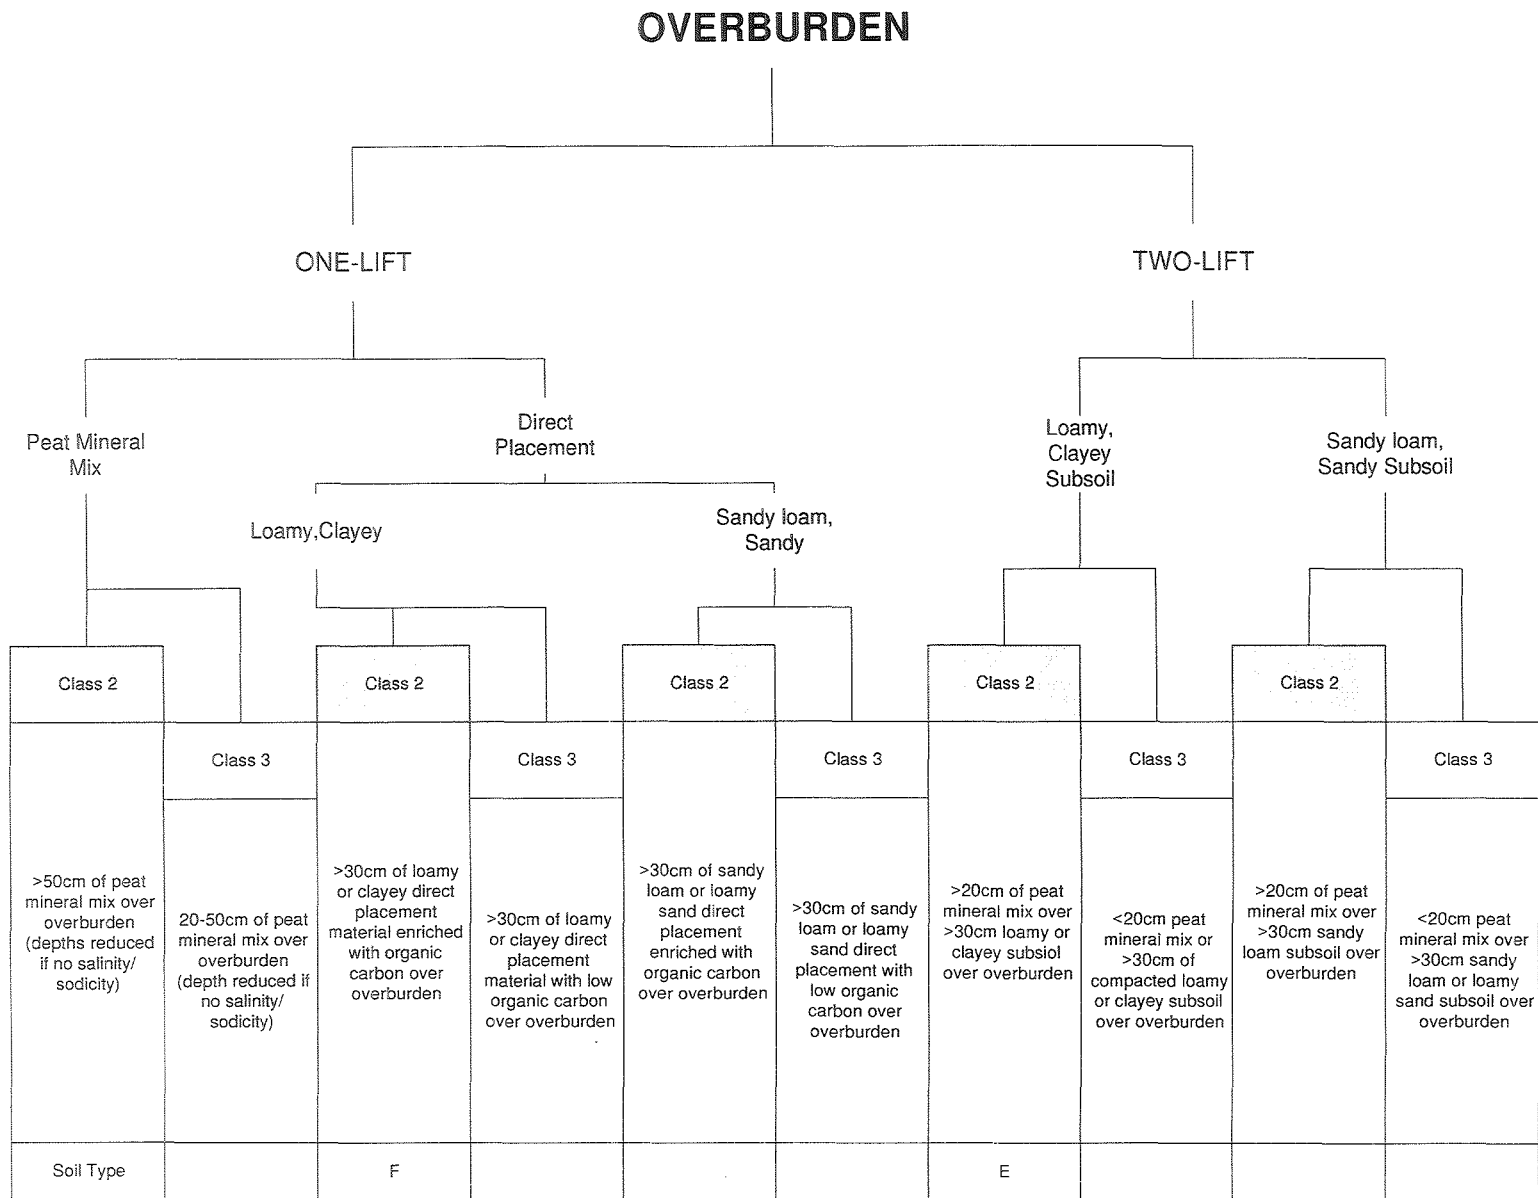 OVERBURDEN
ONE-LIFT
TWO-LIFT
Peat Mineral
Mix
Direct
Placement
Loamy,
Clayey
Subsoil
Sandy loam,
Sandy Subsoil
Loamy,Clayey
Sandy loam,
Sandy
Class 2
Class 2
Class 2
Class 2
Class 2
Class 3
Class 3
Class 3
Class 3
Class 3
>50cm of peat
mineral mix over
overburden
(depths reduced
if no salinity/
sodicity)
20-50cm of peat
mineral mix over
overburden
(depth reduced if
no salinity/
sodicity)
>30cm of loamy
or clayey direct
placement
material enriched
with organic
carbon over
overburden
>30cm of loamy
or clayey direct
placement
material with low
organic carbon
over overburden
>30cm of sandy
loam or loamy
sand direct
placement
enriched with
organic carbon
over overburden
>30cm of sandy
loam or loamy
sand direct
placement with
low organic
carbon over
overburden
>20cm of peat
mineral mix over
>30cm loamy or
clayey subsiol
over overburden
<20cm peat
mineral mix or
>30cm of
compacted loamy
or clayey subsoil
over overburden
>20cm of peat
mineral mix over
>30cm sandy
loam subsoil over
overburden
<20cm peat
mineral mix over
>30cm sandy
loam or loamy
sand subsoil over
overburden
Soil Type
F
E